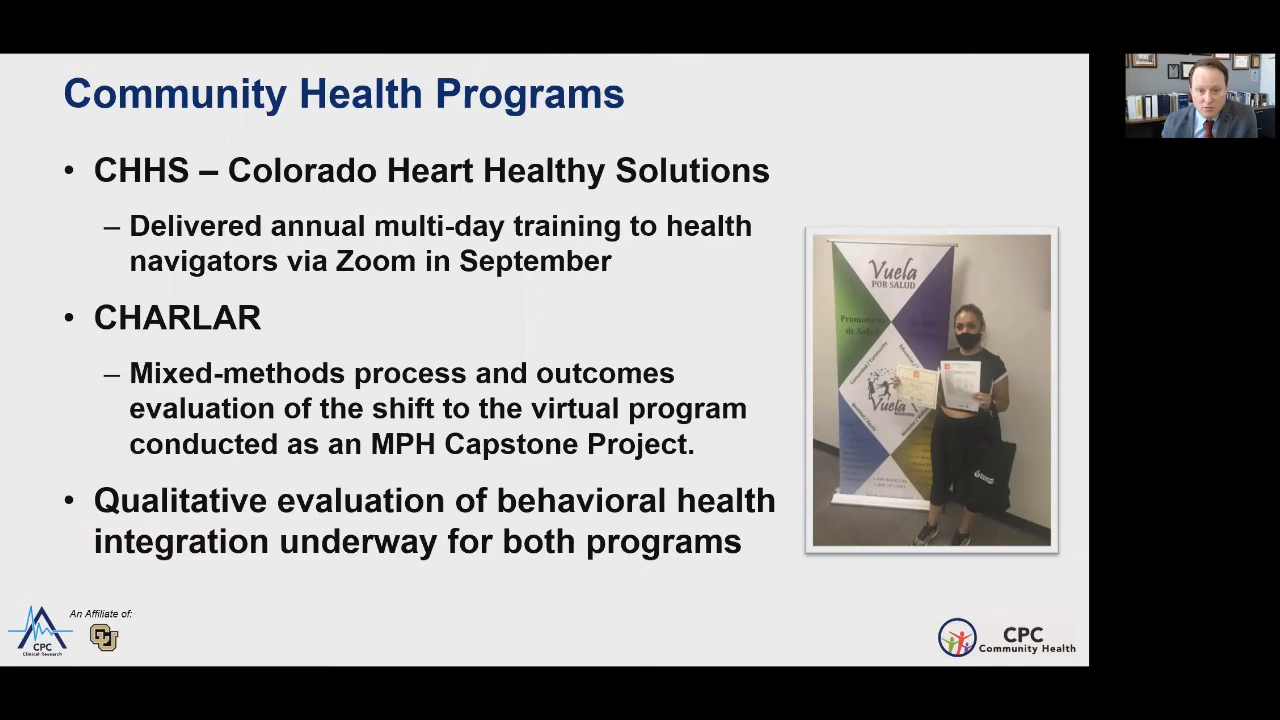 Community Health Programs
• CHHS – Colorado Heart Healthy Solutions
– Delivered annual multi-day training to health
navigators via Zoom in September
• CHARLAR
– Mixed-methods process and outcomes
evaluation of the shift to the virtual program
conducted as an MPH Capstone Project.
• Qualitative evaluation of behavioral health
integration underway for both programs
Vuela
POR SALUD
de Salud
Vuela
An Affiliate of:
CU
CPC
Clinical Research
CPC
Community Health